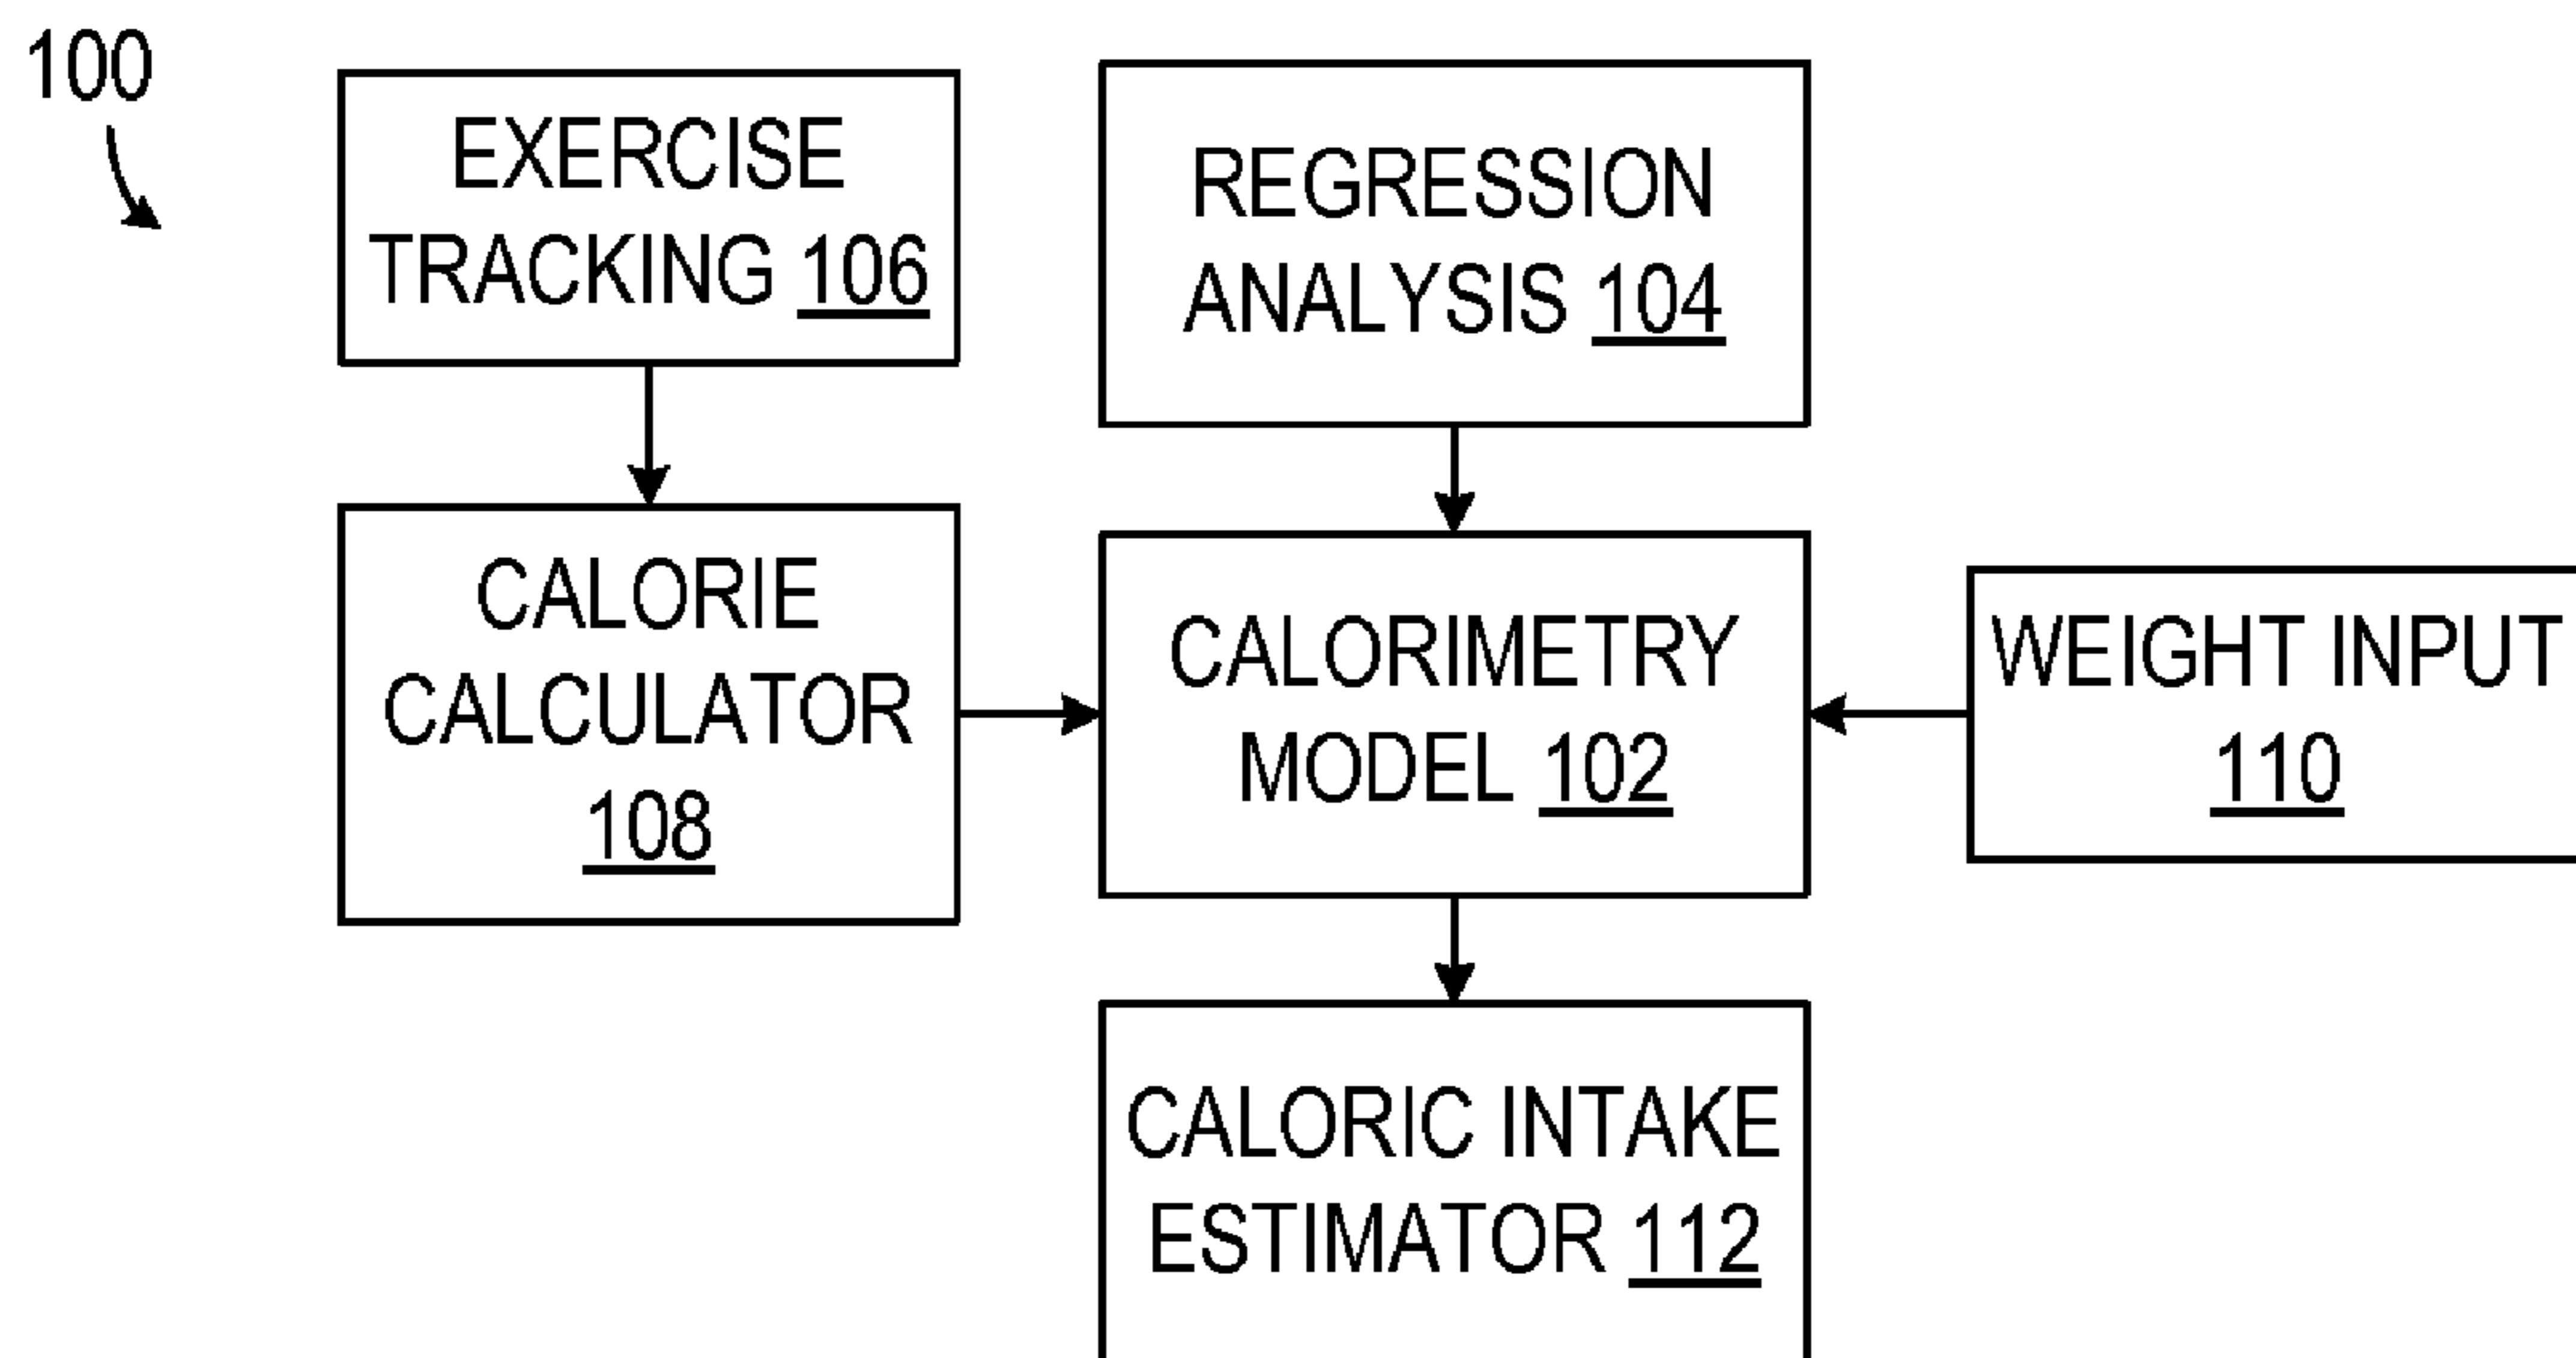 100
EXERCISE
TRACKING 106
REGRESSION
ANALYSIS 104
CALORIE
CALCULATOR
108
CALORIMETRY
MODEL 102
WEIGHT INPUT
110
CALORIC INTAKE
ESTIMATOR 112